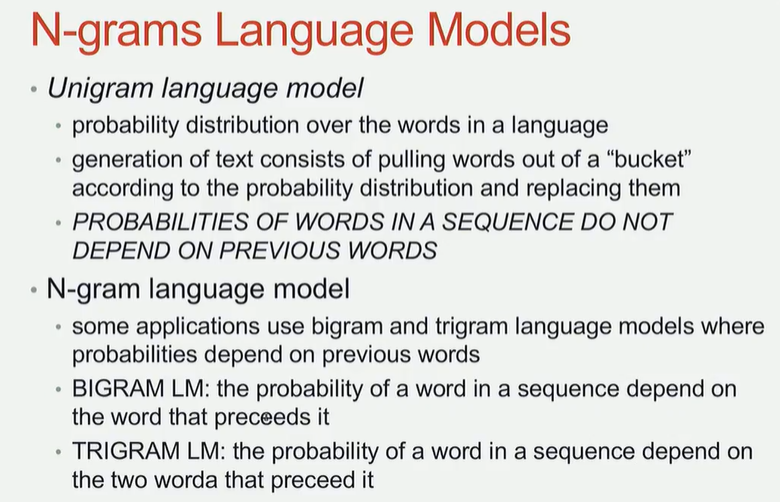 N-grams Language Models
• Unigram language model
• probability distribution over the words in a language
• generation of text consists of pulling words out of a “bucket”
according to the probability distribution and replacing them
• PROBABILITIES OF WORDS IN A SEQUENCE DO NOT
DEPEND ON PREVIOUS WORDS
• N-gram language model
• some applications use bigram and trigram language models where
probabilities depend on previous words
• BIGRAM LM: the probability of a word in a sequence depend on
the word that preceeds it
• TRIGRAM LM: the probability of a word in a sequence depend on
the two worda that preceed it